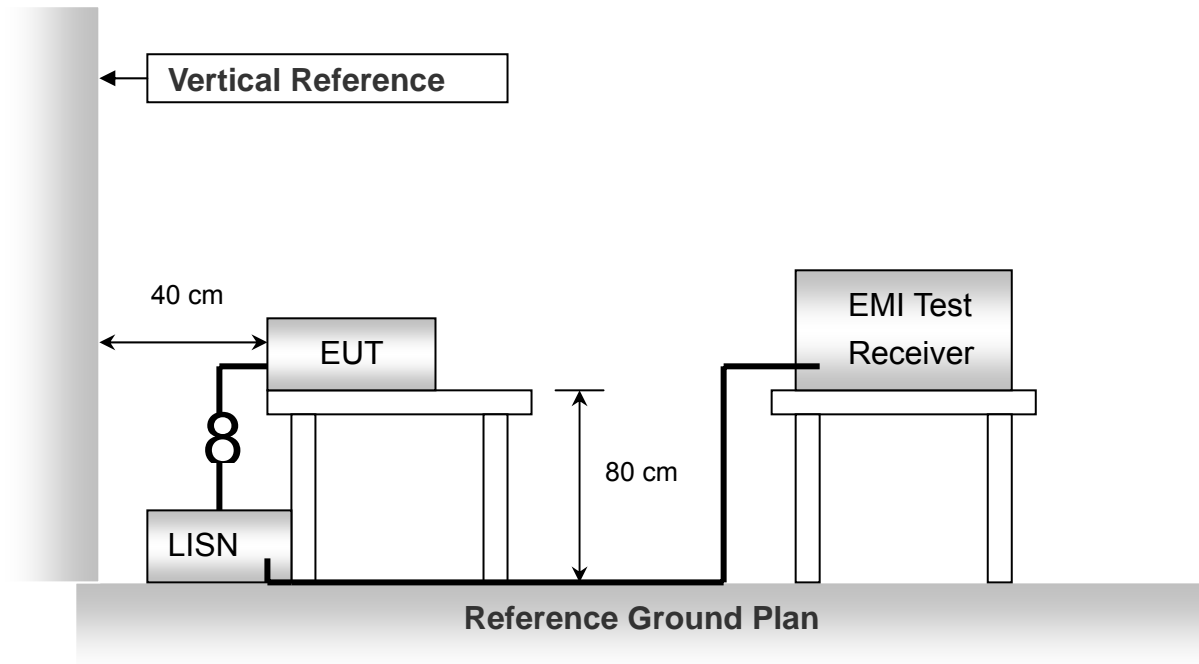 Vertical Reference
40 cm
EUT
EMI Test
Receiver
8
80 cm
LISN
Reference Ground Plan